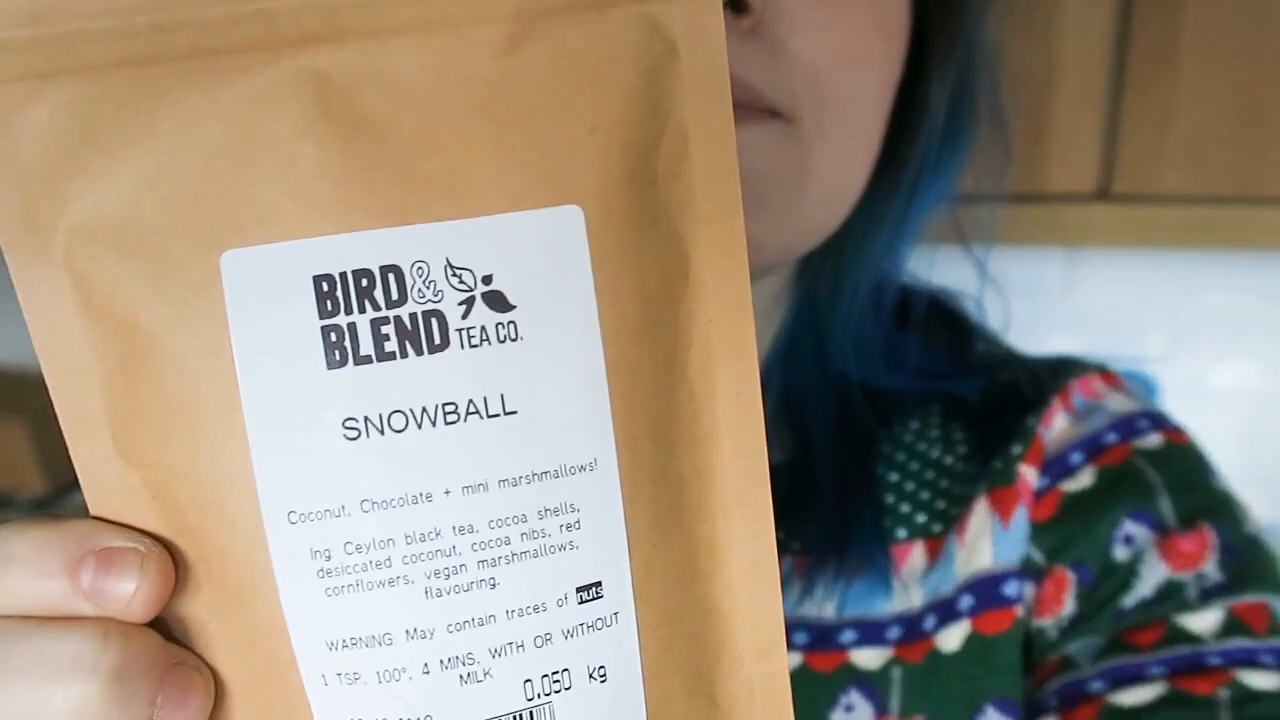 BIRD &
BLEND TEA CO.
SNOWBALL
Coconut, Chocolate + mini marshmallows!
Ing: Ceylon black tea, cocoa shells,
desiccated coconut, cocoa nibs, red
cornflowers, vegan marshmallows,
flavouring.
WARNING: May contain traces of nuts
1 TSP, 100°, 4 MINS, WITH OR WITHOUT
MILK
0.050 kg